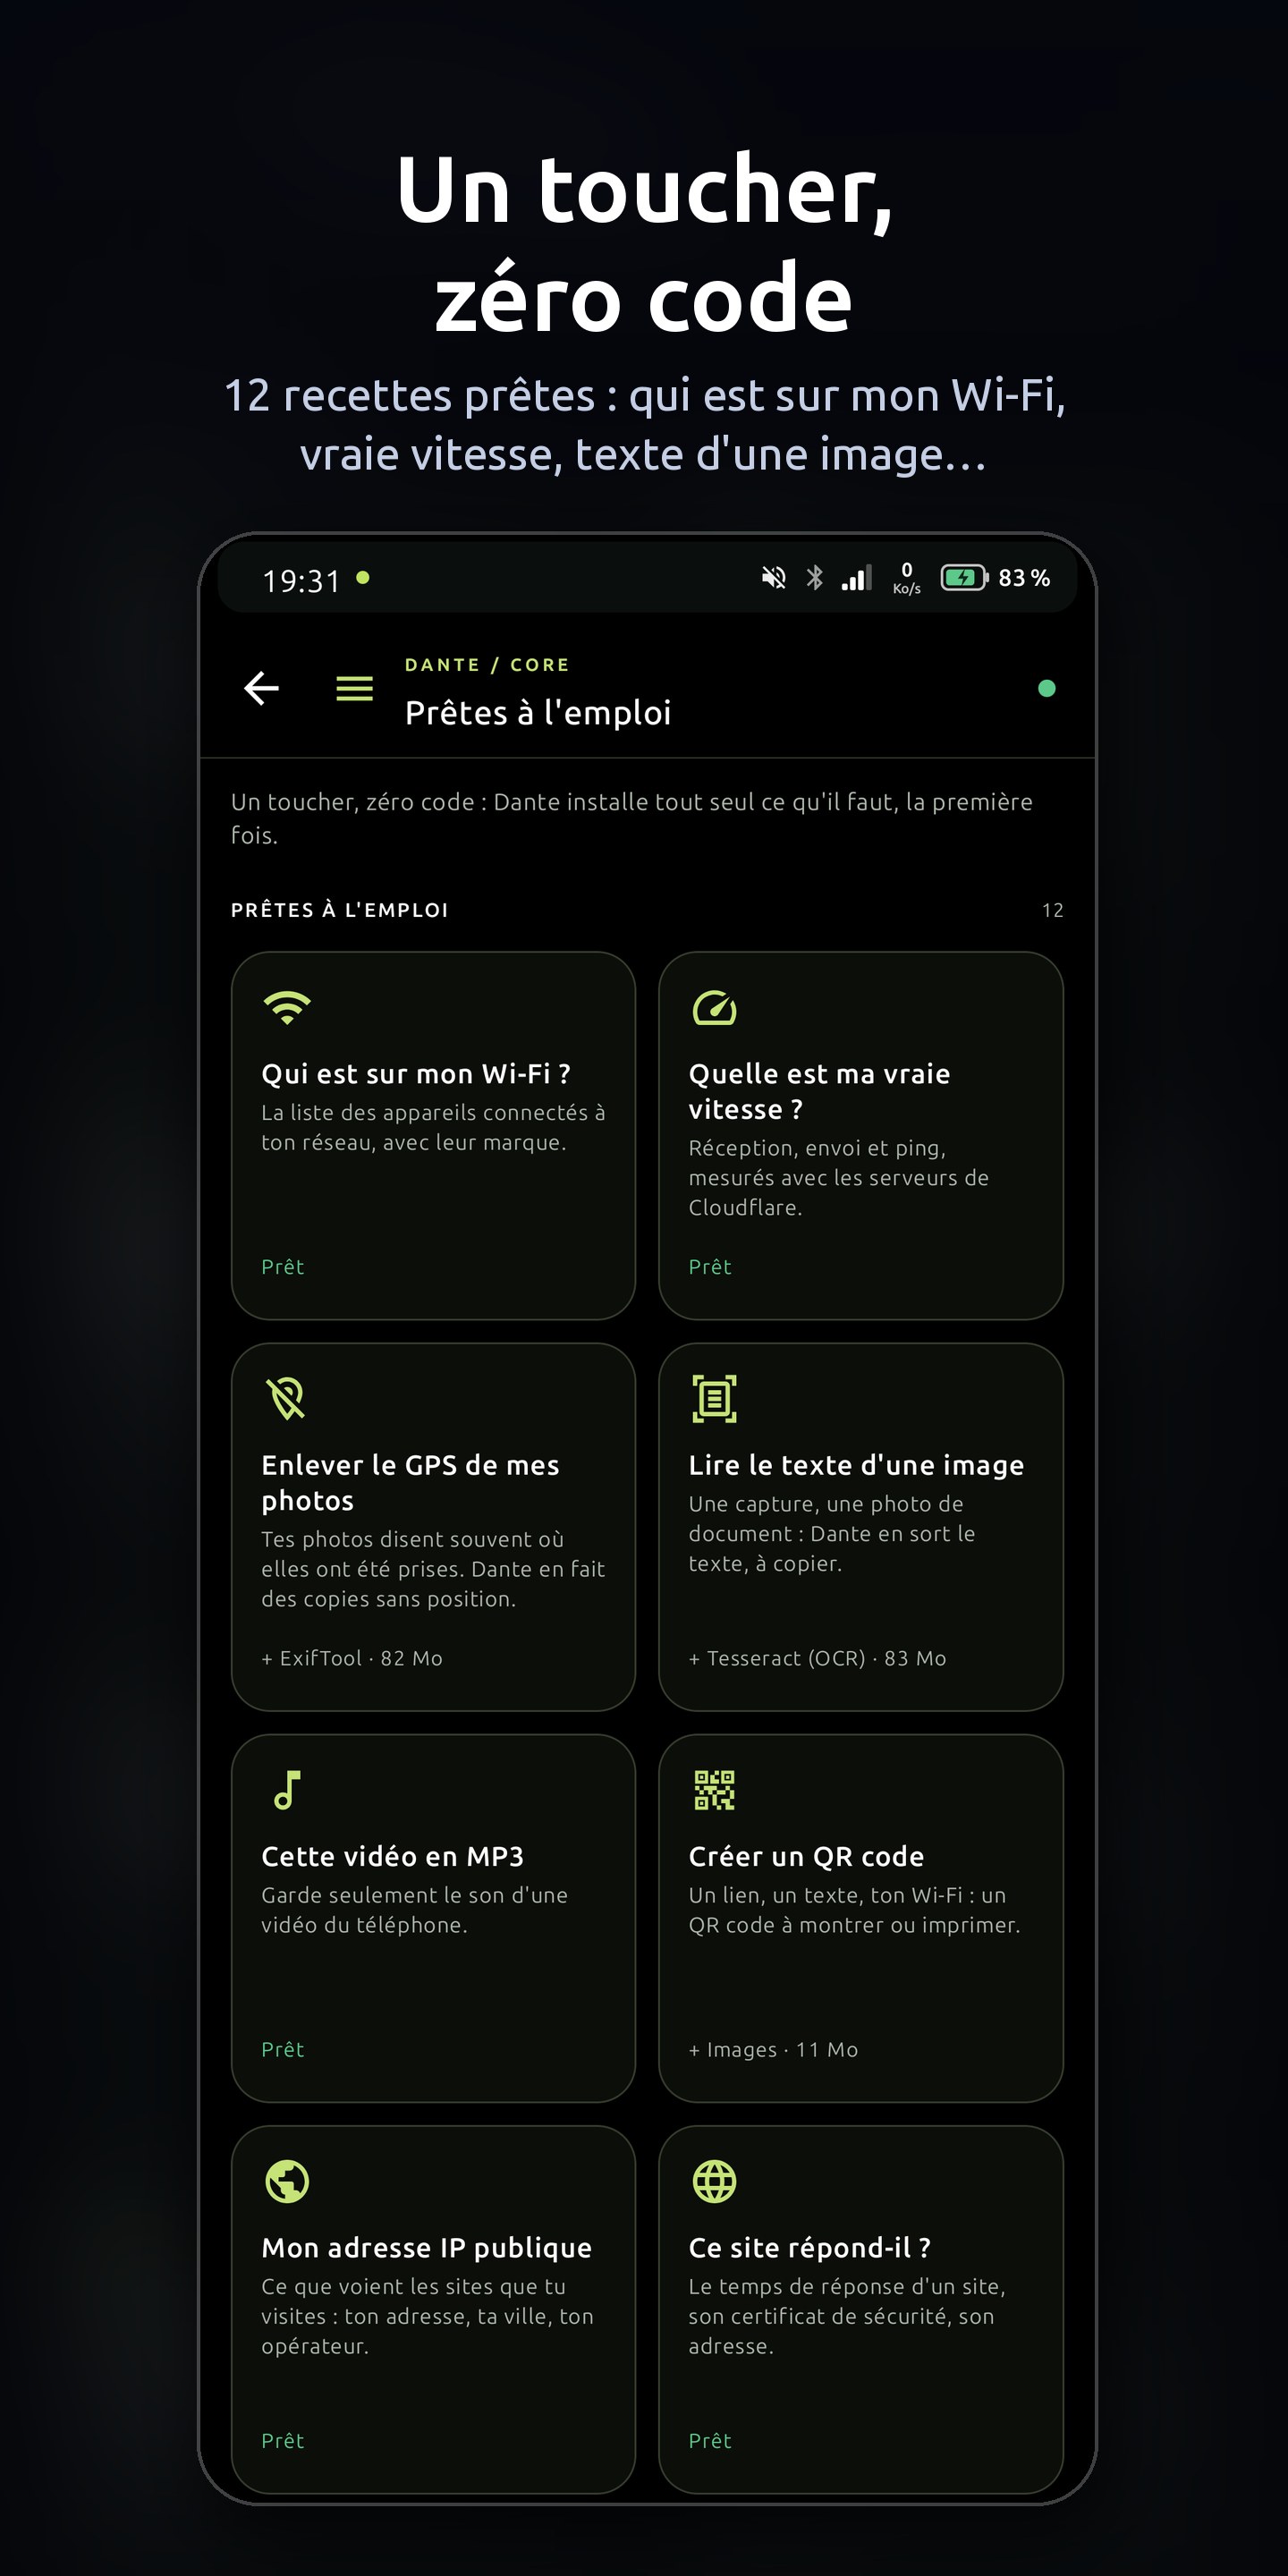 Un toucher,
zéro code
12 recettes prêtes : qui est sur mon Wi-Fi,
vraie vitesse, texte d'une image...
19:31
0
Ko/s
83 %
DANTE / CORE
Prêtes à l'emploi
Un toucher, zéro code : Dante installe tout seul ce qu'il faut, la première
fois.
PRÊTES À L'EMPLOI
12
Qui est sur mon Wi-Fi ?
La liste des appareils connectés à
ton réseau, avec leur marque.
Prêt
Quelle est ma vraie
vitesse ?
Réception, envoi et ping,
mesurés avec les serveurs de
Cloudflare.
Prêt
Enlever le GPS de mes
photos
Tes photos disent souvent où
elles ont été prises. Dante en fait
des copies sans position.
+ ExifTool · 82 Mo
Lire le texte d'une image
Une capture, une photo de
document : Dante en sort le
texte, à copier.
+ Tesseract (OCR) · 83 Mo
Cette vidéo en MP3
Garde seulement le son d'une
vidéo du téléphone.
Prêt
Créer un QR code
Un lien, un texte, ton Wi-Fi : un
QR code à montrer ou imprimer.
+ Images · 11 Mo
Mon adresse IP publique
Ce que voient les sites que tu
visites : ton adresse, ta ville, ton
opérateur.
Prêt
Ce site répond-il ?
Le temps de réponse d'un site,
son certificat de sécurité, son
adresse.
Prêt